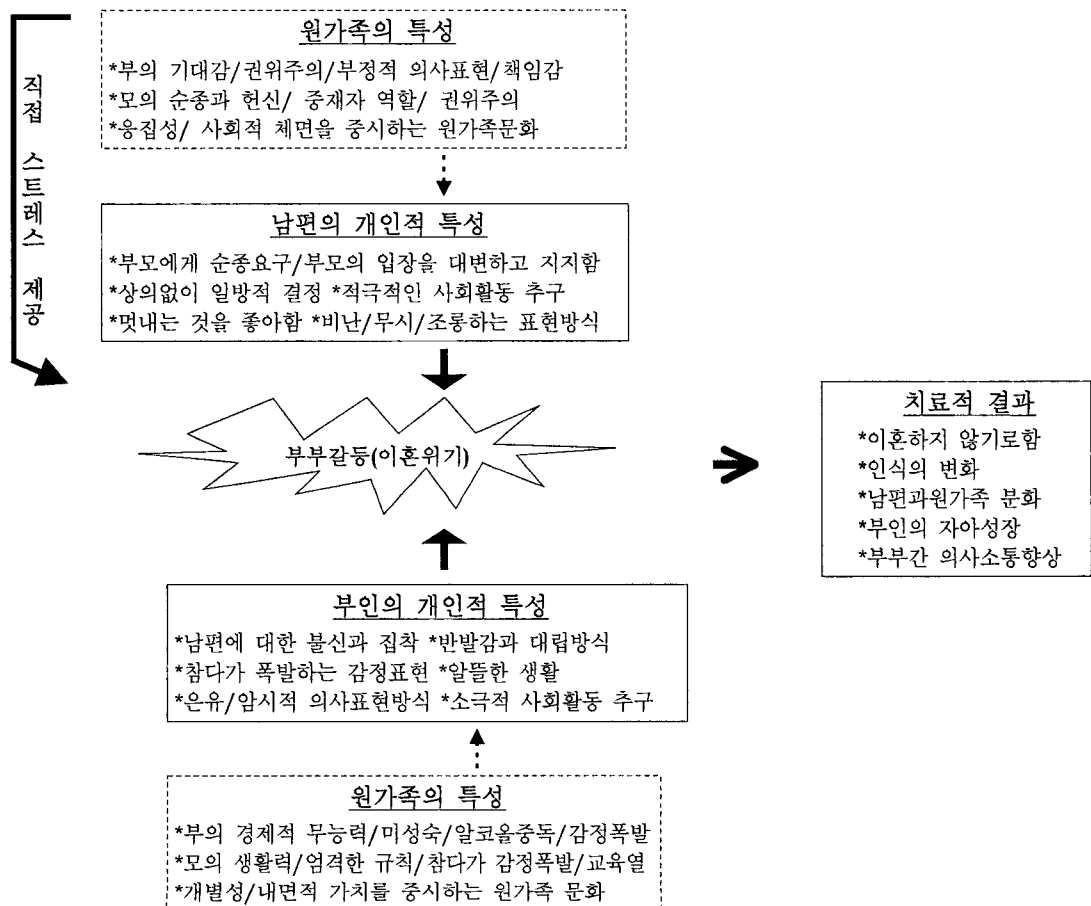 직접 스트레스 제공
원가족의 특성
*부의 기대감/권위주의/부정적 의사표현/책임감
*모의 순종과 헌신/ 중재자 역할/ 권위주의
*응집성/ 사회적 체면을 중시하는 원가족문화
남편의 개인적 특성
*부모에게 순종요구/부모의 입장을 대변하고 지지함
*상의없이 일방적 결정 *적극적인 사회활동 추구
*멋내는 것을 좋아함 *비난/무시/조롱하는 표현방식
부부갈등(이혼위기)
치료적 결과
*이혼하지 않기로함
*인식의 변화
*남편과원가족 분화
*부인의 자아성장
*부부간 의사소통향상
부인의 개인적 특성
*남편에 대한 불신과 집착 *반발감과 대립방식
*참다가 폭발하는 감정표현 *알뜰한 생활
*은유/암시적 의사표현방식 *소극적 사회활동 추구
원가족의 특성
*부의 경제적 무능력/미성숙/알코올중독/감정폭발
*모의 생활력/엄격한 규칙/참다가 감정폭발/교육열
*개별성/내면적 가치를 중시하는 원가족 문화